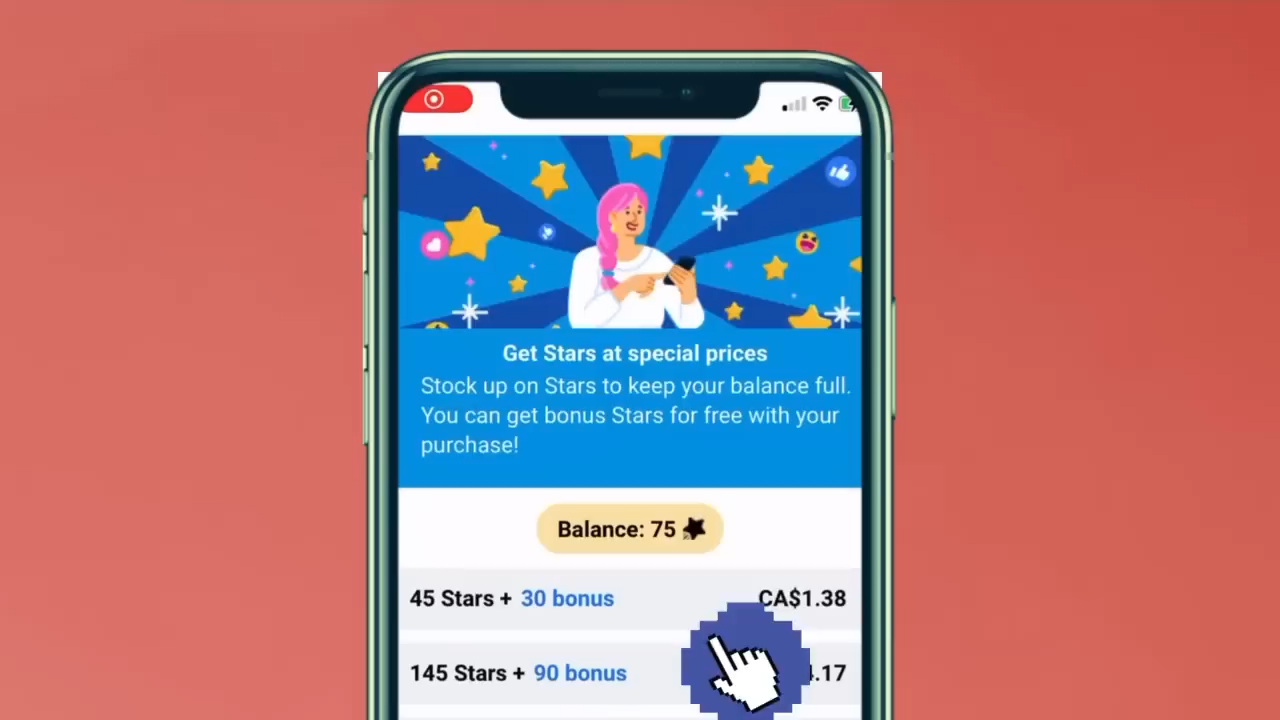 Get Stars at special prices
Stock up on Stars to keep your balance full.
You can get bonus Stars for free with your
purchase!
Balance: 75
45 Stars + 30 bonus CA$1.38
145 Stars + 90 bonus .17